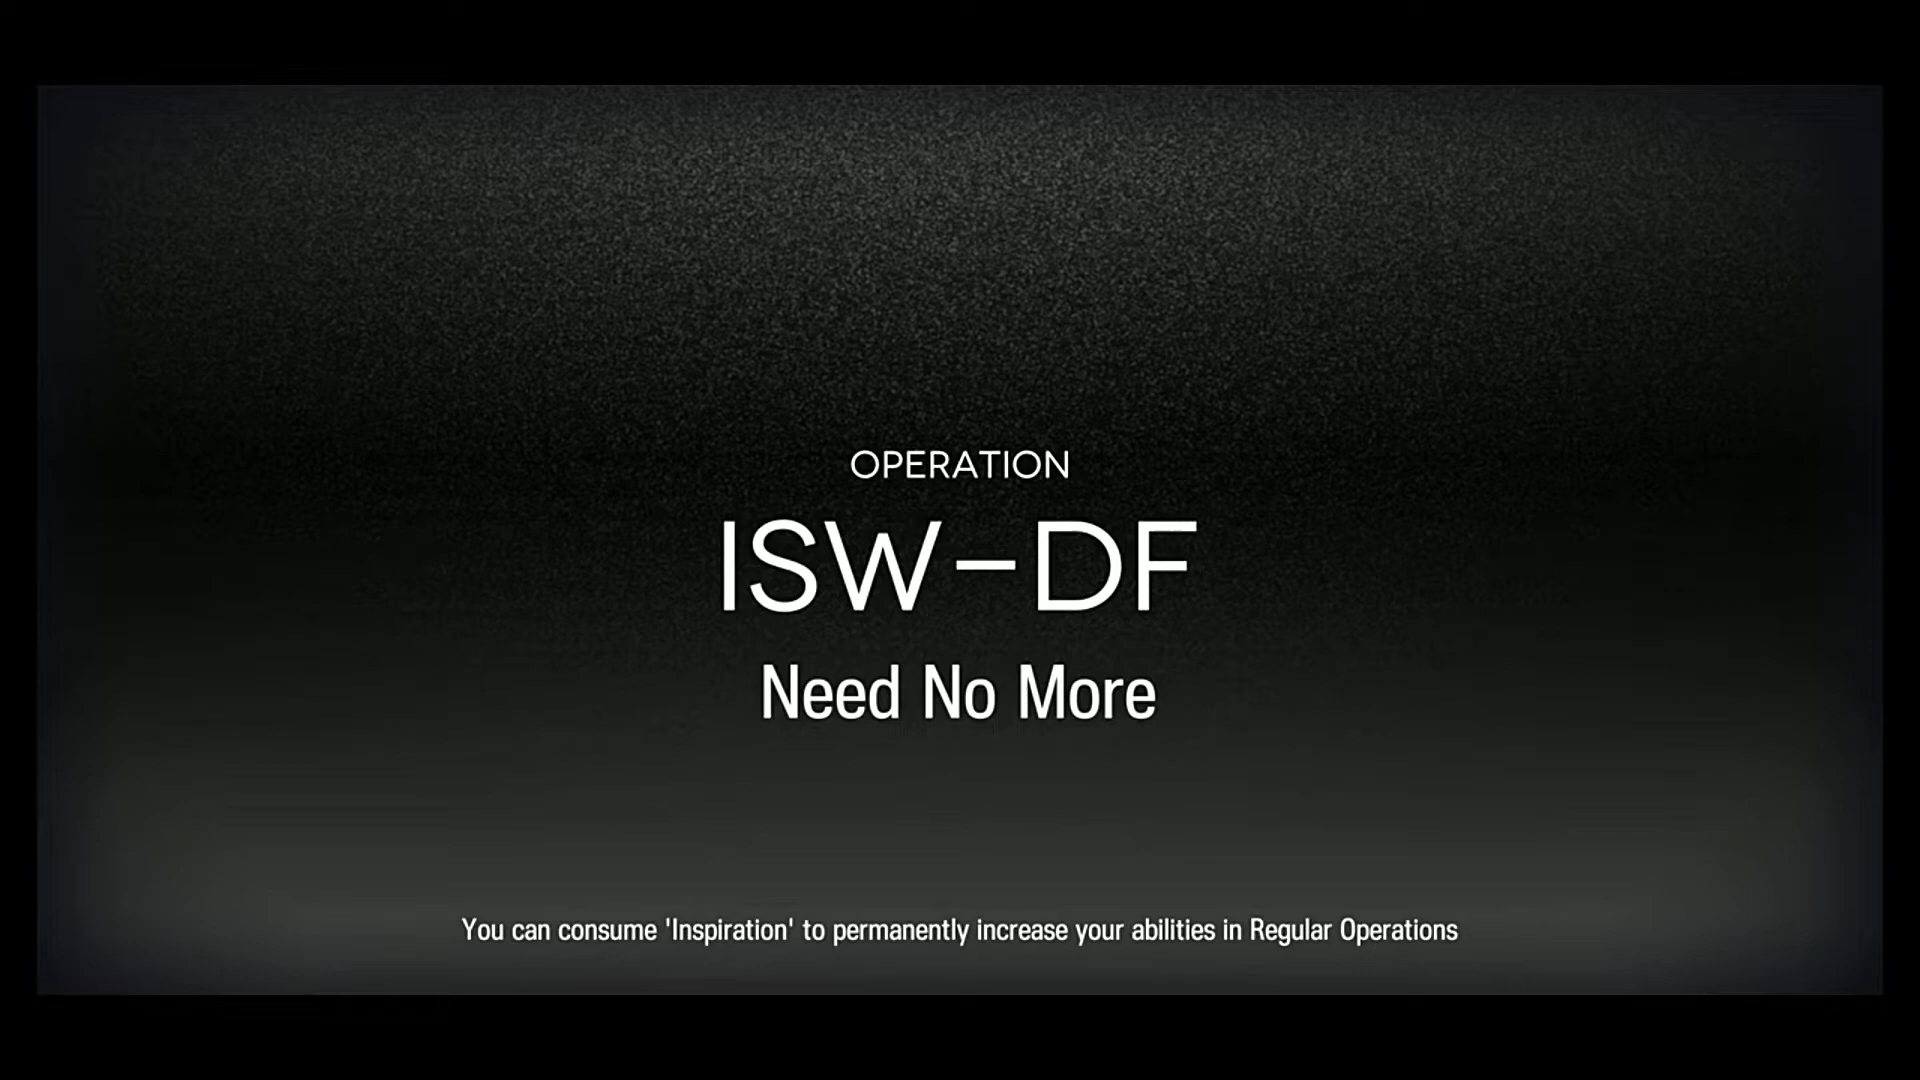 OPERATION
ISW-DF
Need No More
You can consume 'Inspiration' to permanently increase your abilities in Regular Operations